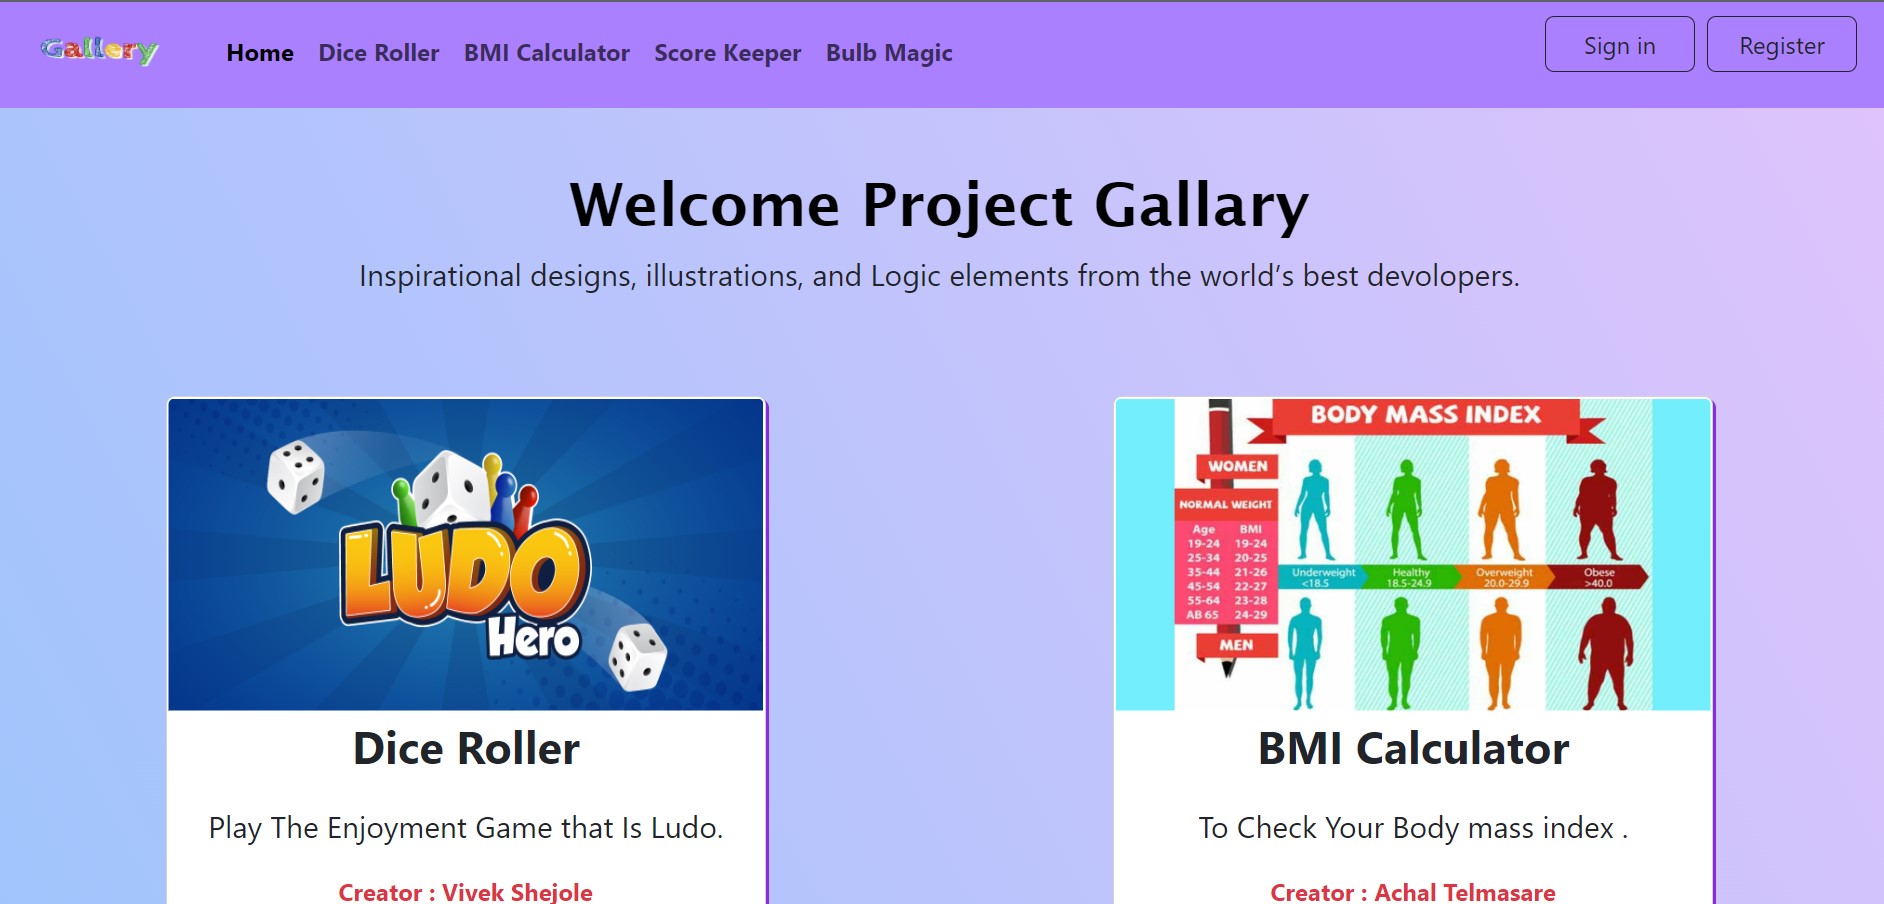 Gallery
Home Dice Roller BMI Calculator Score Keeper Bulb Magic Sign in Register
Welcome Project Gallary
Inspirational designs, illustrations, and Logic elements from the world’s best devolopers.
LUDO
Hero
Dice Roller
Play The Enjoyment Game that Is Ludo.
Creator : Vivek Shejole
BODY MASS INDEX
WOMEN
NORMAL WEIGHT
Age BMI
19-24 19-24
25-34 20-25
35-44 21-26
45-54 22-27
55-64 23-28
AB 65 24-29
Underweight Healthy Overweight Obese
<18.5 18.5-24.9 20.0-29.9 >40.0
MEN
BMI Calculator
To Check Your Body mass index .
Creator : Achal Telmasare